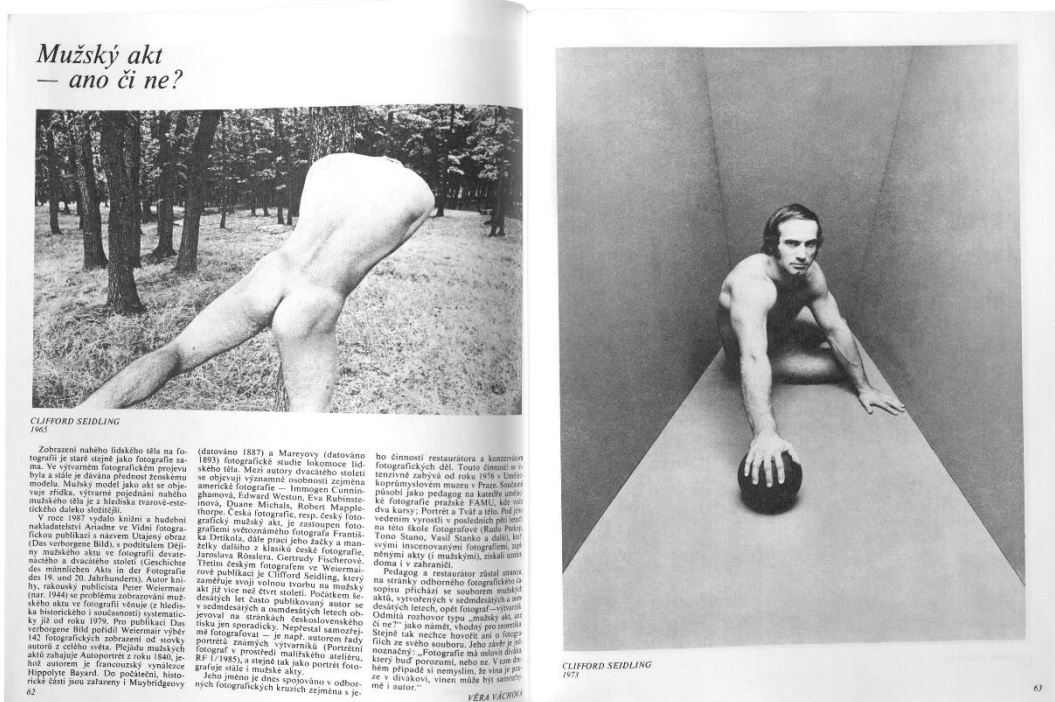 Mužský akt
— ano či ne?
CLIFFORD SEIDLING
1965
Zobrazení nahého lidského těla na fo-
tografii je staré stejně jako fotografie sa-
ma. Ve výtvarném fotografickém projevu
byla a stále je dávána přednost ženskému
modelu. Mužský model jako akt se obje-
vuje zřídka, výtvarné pojednání nahého
mužského těla je z hlediska tvarově-este-
tického daleko složitější.
V roce 1987 vydalo knižní a hudební
nakladatelství Ariadne ve Vídni fotogra-
fickou publikaci s názvem Utajený obraz
(Das verborgene Bild), s podtitulem Ději-
ny mužského aktu ve fotografii devate-
náctého a dvacátého století (Geschichte
des männlichen Akts in der Fotografie
des 19. und 20. Jahrhunderts). Autor kni-
hy, rakouský publicista Peter Weiermair
(nar. 1944) se problému zobrazování muž-
ského aktu ve fotografii věnuje (z hledis-
ka historického i současnosti) systematic-
ky již od roku 1979. Pro publikaci Das
verborgene Bild pořídil Weiermair výběr
142 fotografických zobrazení od stovky
autorů z celého světa. Plejádu mužských
aktů zahajuje Autoportrét z roku 1840, je-
hož autorem je francouzský vynálezce
Hippolyte Bayard. Do počáteční, histo-
rické části jsou zařazeny i Muybridgeovy
62
(datováno 1887) a Mareyovy (datováno
1893) fotografické studie lokomoce lid-
ského těla. Mezi autory dvacátého století
se objevují významné osobnosti zejména
americké fotografie — Immogen Cunnin-
ghamová, Edward Weston, Eva Rubinste-
inová, Duane Michals, Robert Mapple-
thorpe. Česká fotografie, resp. český foto-
grafický mužský akt, je zastoupen foto-
grafiemi světoznámého fotografa Františ-
ka Drtikola, dále prací jeho žačky a man-
želky dalšího z klasiků české fotografie,
Jaroslava Rösslera, Gertrudy Fischerové.
Třetím českým fotografem ve Weiermai-
rově publikaci je Clifford Seidling, který
zaměřuje svoji volnou tvorbu na mužský
akt již více než čtvrt století. Počátkem še-
desátých let často publikovaný autor se
v sedmdesátých a osmdesátých letech ob-
jevoval na stránkách československého
tisku jen sporadicky. Nepřestal samozřej-
mě fotografovat — je např. autorem řady
portrétů známých výtvarníků (Portrétní
fotograf v prostředí malířského ateliéru,
RF 1/1985), a stejně tak jako portrét foto-
grafuje stále i mužské akty.
Jeho jméno je dnes spojováno v odbor-
ných fotografických kruzích zejména s je-
ho činností restaurátora a konzervátora
fotografických děl. Touto činností se in-
tenzivně zabývá od roku 1976 v Umělec-
koprůmyslovém muzeu v Praze. Současně
působí jako pedagog na katedře umělec-
ké fotografie pražské FAMU, kde vede
dva kursy; Portrét a Tvář a tělo. Pod jeho
vedením vyrostli v posledních pěti letech
na této škole fotografové (Rudo Prekop,
Tono Stano, Vasil Stanko a další), kteří
svými inscenovanými fotografiemi, zapl-
něnými akty (i mužskými), získali uznání
doma i v zahraničí.
Pedagog a restaurátor zůstal stranou,
na stránky odborného fotografického ča-
sopisu přichází se souborem mužských
aktů, vytvořených v sedmdesátých a osm-
desátých letech, opět fotograf—výtvarník.
Odmítá rozhovor typu „mužský akt, ano
či ne?" jako námět, vhodný pro teoretika.
Stejně tak nechce hovořit ani o fotogra-
fiích ze svého souboru. Jeho závěr je jed-
noznačný: „Fotografie má oslovit diváka,
který buď porozumí, nebo ne. V tom dru-
hém případě si nemyslím, že vina je pou-
ze v divákovi, vinen může být samozřej-
mě i autor."
VĚRA VÁCHOVÁ
CLIFFORD SEIDLING
1973
63